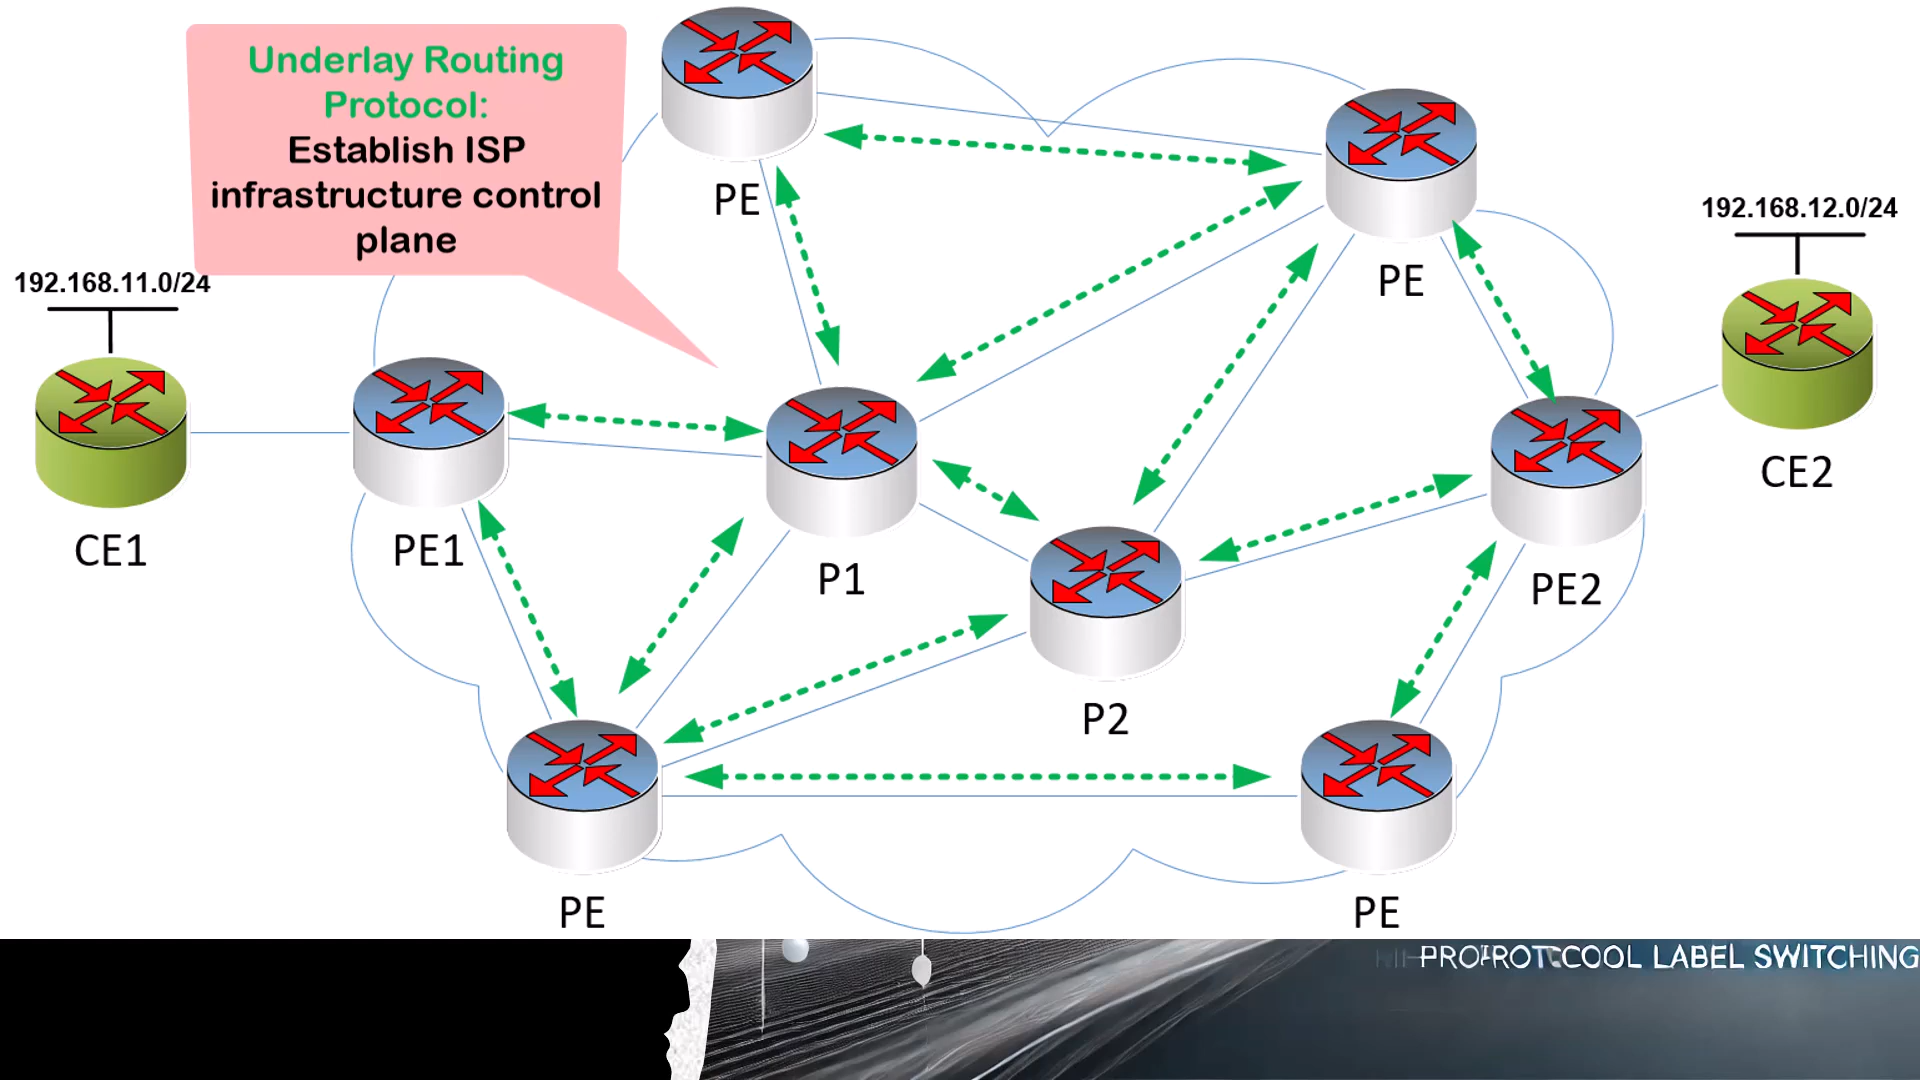 Underlay Routing
Protocol:
Establish ISP
infrastructure control
plane
192.168.11.0/24
192.168.12.0/24
PE
PE
CE1
PE1
P1
P2
PE2
CE2
PE
PE
LABEL SWITCHING